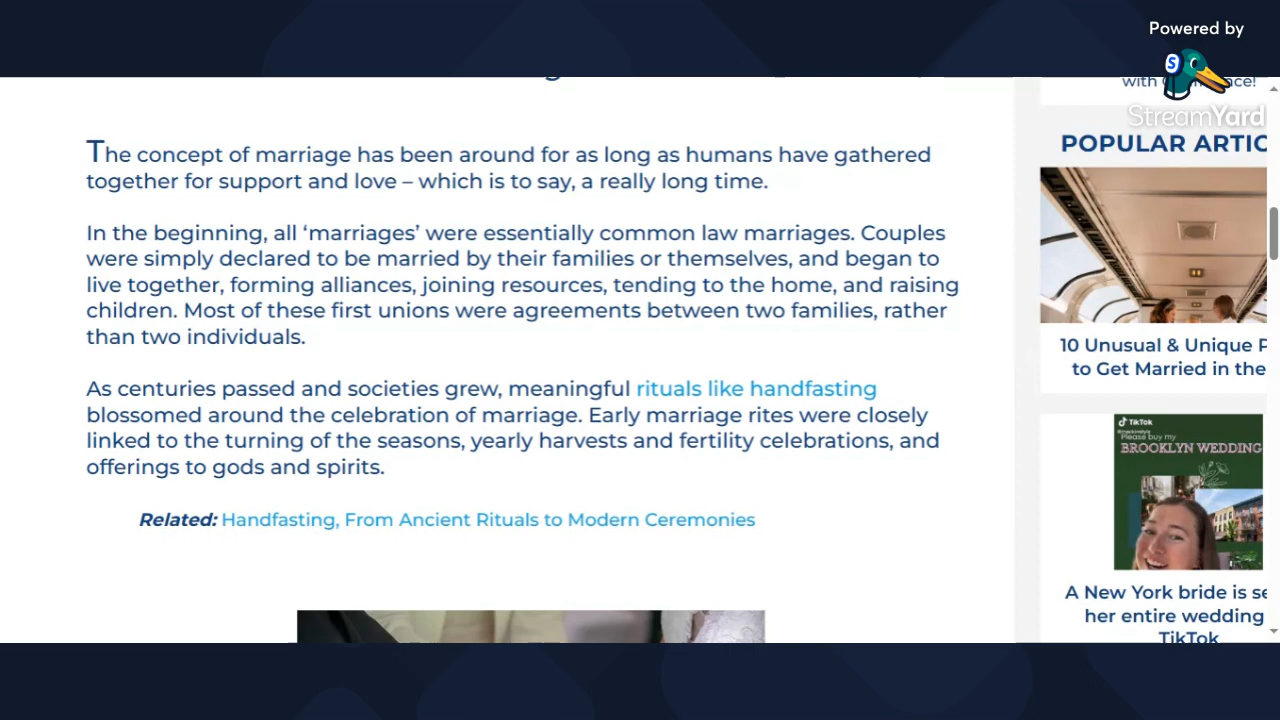 Powered by
StreamYard
The concept of marriage has been around for as long as humans have gathered
together for support and love – which is to say, a really long time.
In the beginning, all ‘marriages’ were essentially common law marriages. Couples
were simply declared to be married by their families or themselves, and began to
live together, forming alliances, joining resources, tending to the home, and raising
children. Most of these first unions were agreements between two families, rather
than two individuals.
As centuries passed and societies grew, meaningful rituals like handfasting
blossomed around the celebration of marriage. Early marriage rites were closely
linked to the turning of the seasons, yearly harvests and fertility celebrations, and
offerings to gods and spirits.
Related: Handfasting, From Ancient Rituals to Modern Ceremonies
with
POPULAR ARTIC
10 Unusual & Unique P
to Get Married in the
TikTok
Please buy my
BROOKLYN WEDDING
A New York bride is se
her entire wedding
TikTok